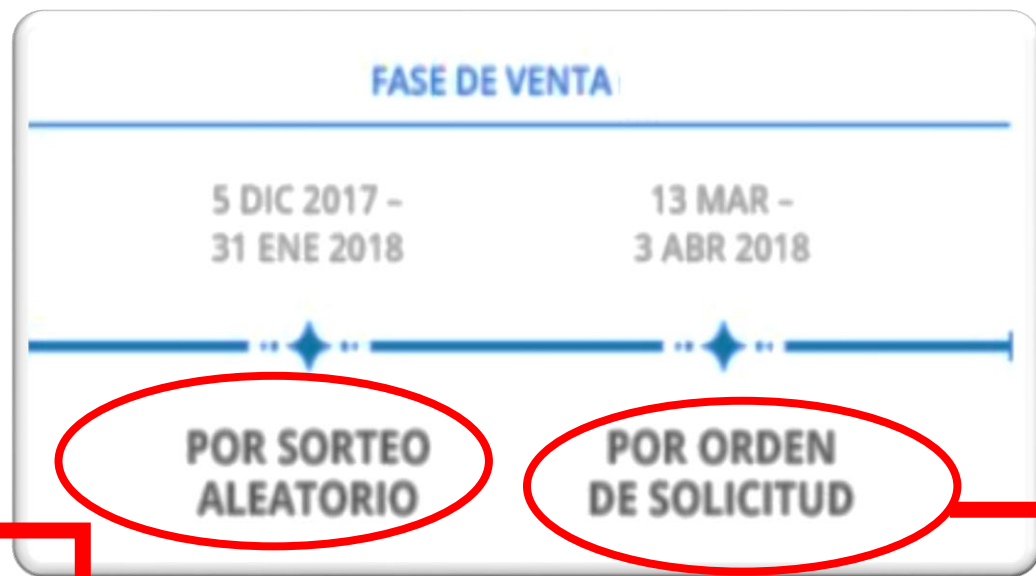 FASE DE VENTA
5 DIC 2017 –
31 ENE 2018
13 MAR –
3 ABR 2018
POR SORTEO
ALEATORIO
POR ORDEN
DE SOLICITUD